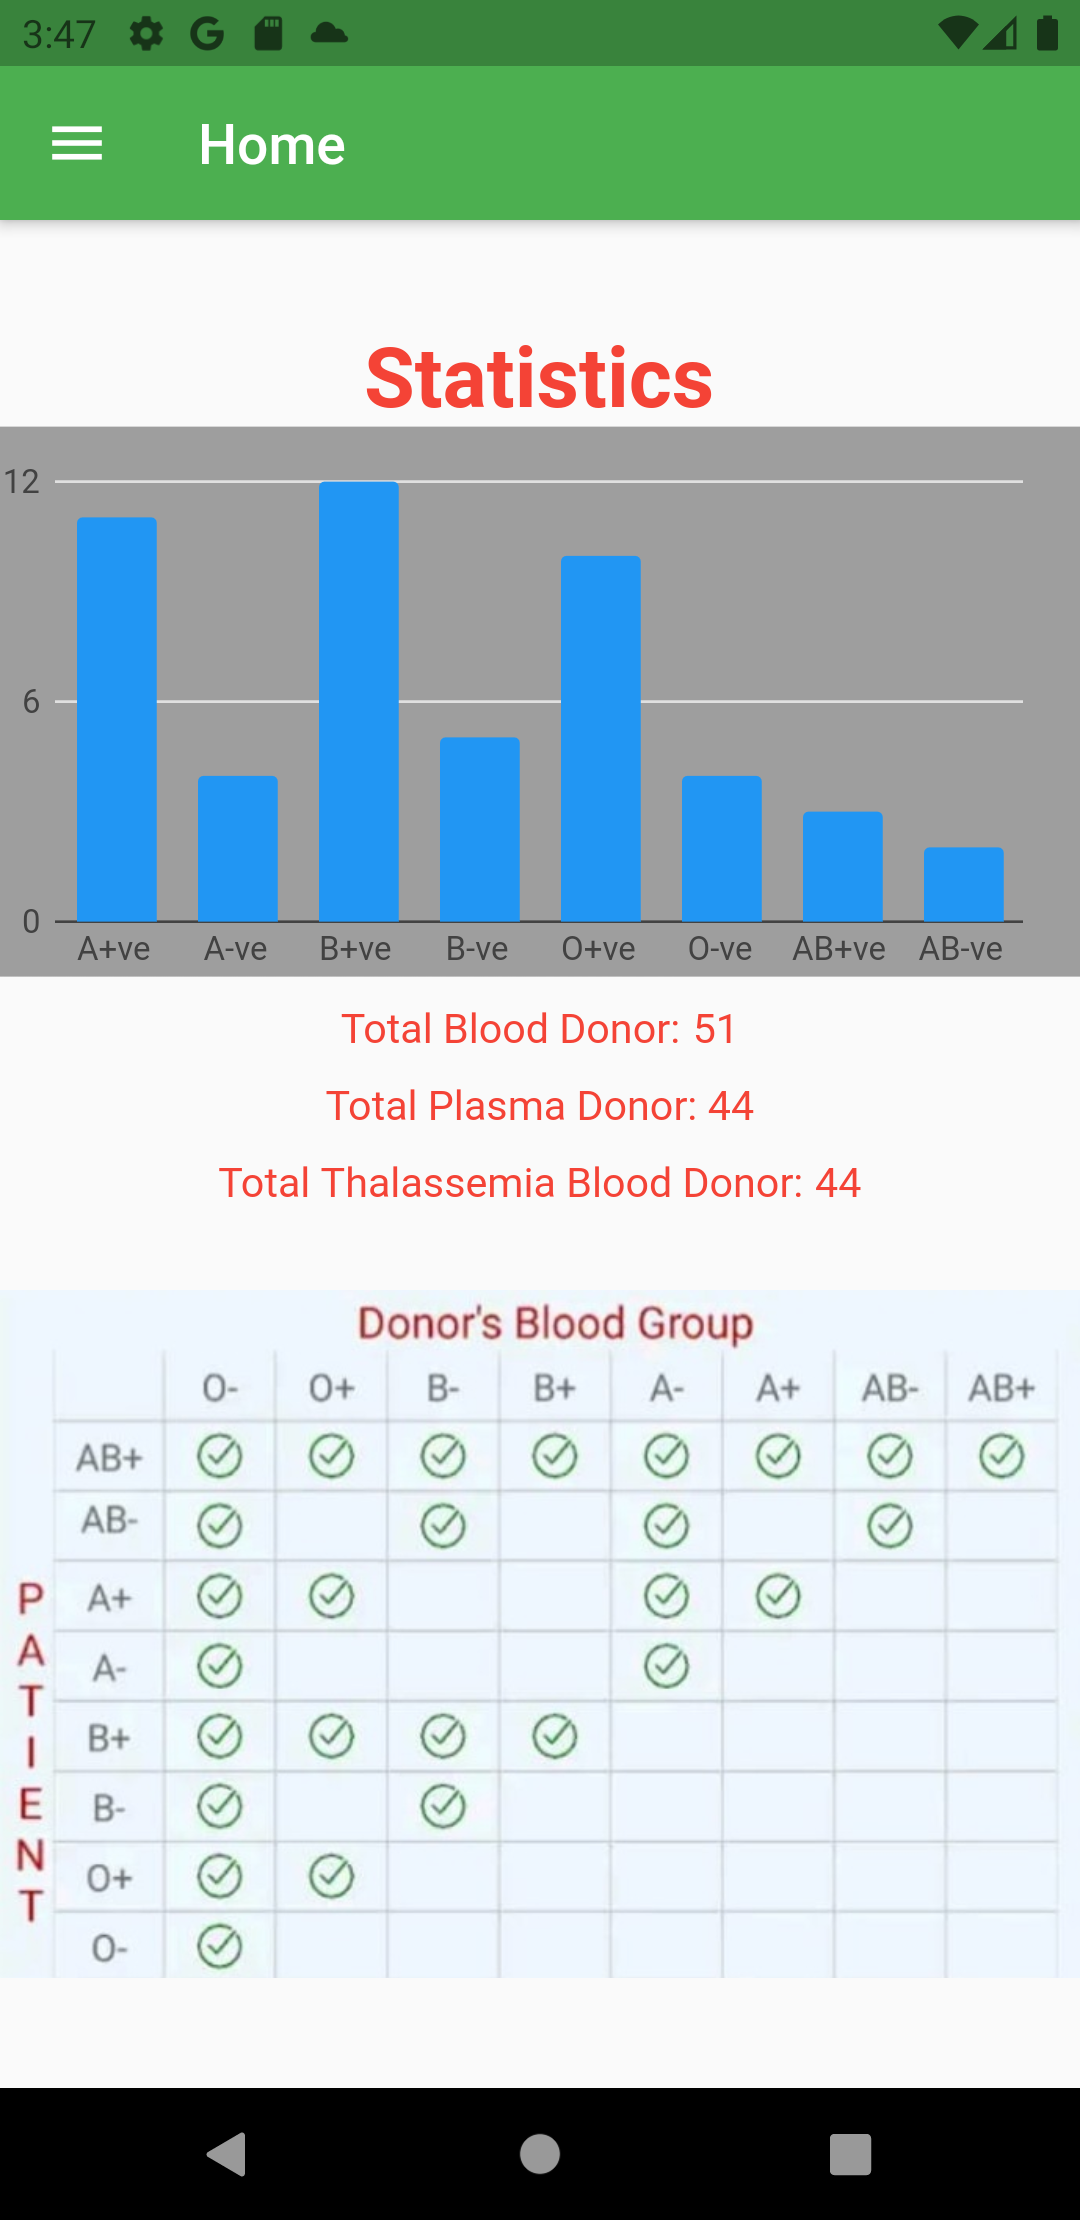 3:47
Home
Statistics
12
6
0
A+ve A-ve B+ve B-ve O+ve O-ve AB+ve AB-ve
Total Blood Donor: 51
Total Plasma Donor: 44
Total Thalassemia Blood Donor: 44
Donor's Blood Group
O- O+ B- B+ A- A+ AB- AB+
AB+
AB-
A+
A-
B+
B-
O+
O-
PATIENT